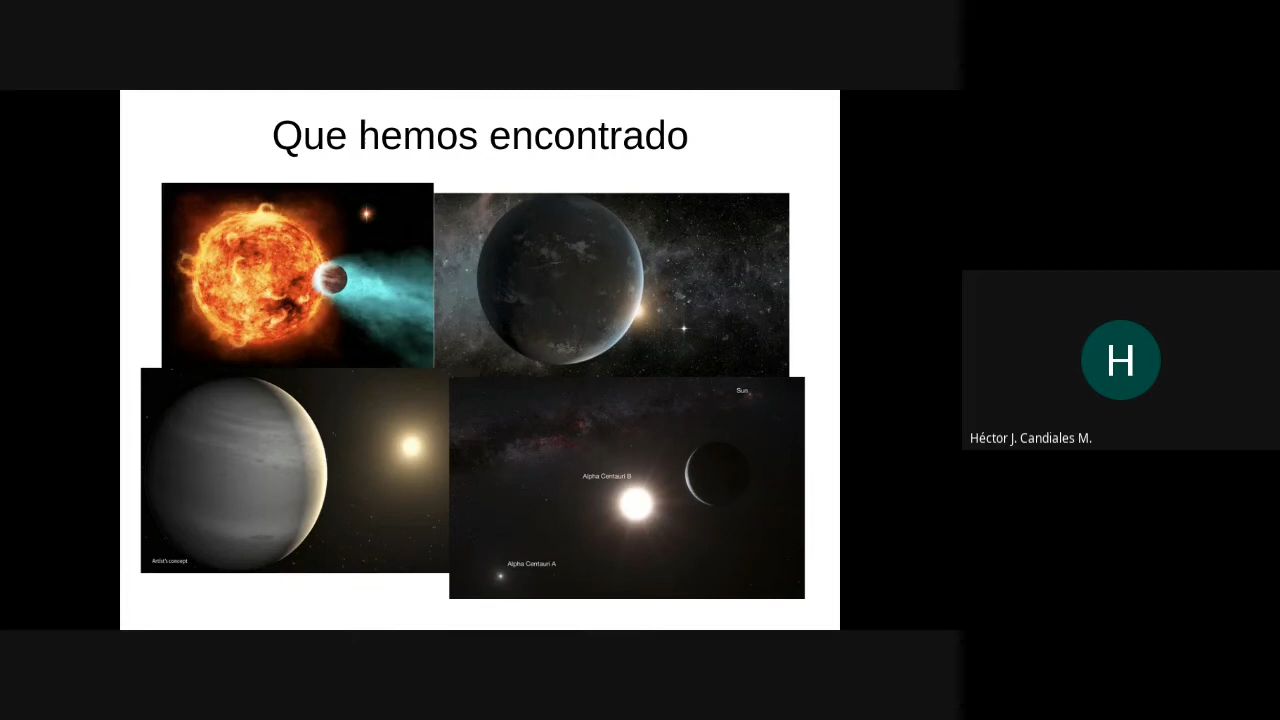 Que hemos encontrado
Sun
Alpha Centauri B
Alpha Centauri A
Artist's concept
H
Héctor J. Candiales M.